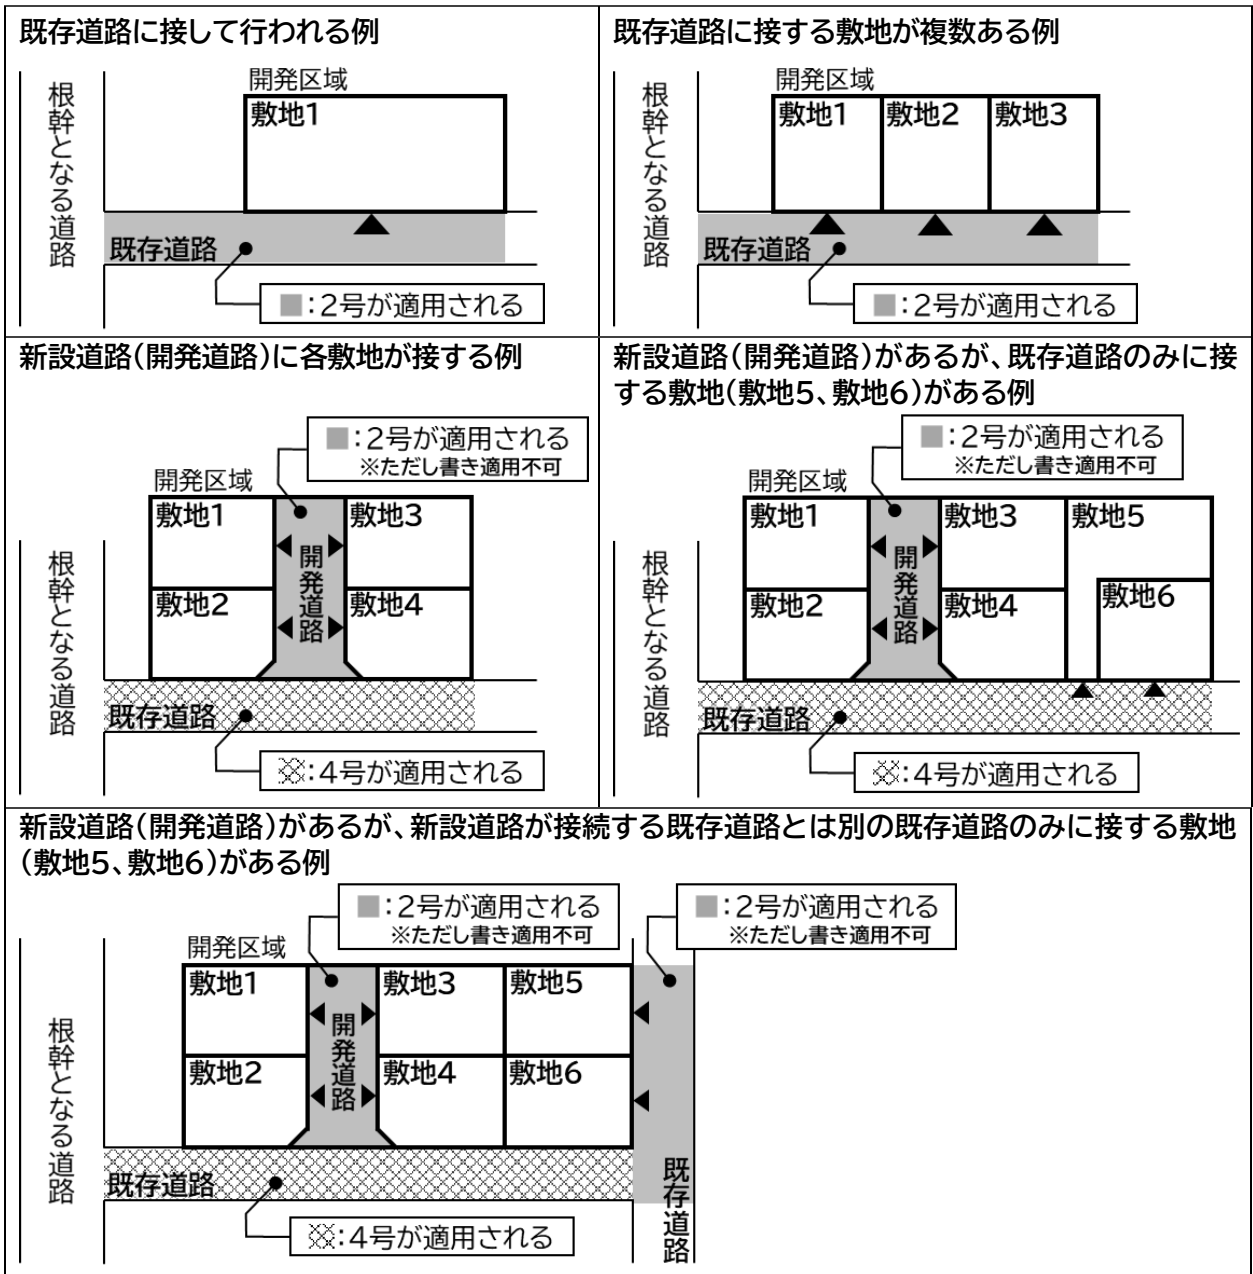 既存道路に接して行われる例
開発区域
敷地1
根幹となる道路
既存道路
■:2号が適用される
既存道路に接する敷地が複数ある例
開発区域
敷地1
敷地2
敷地3
根幹となる道路
既存道路
■:2号が適用される
新設道路(開発道路)に各敷地が接する例
■:2号が適用される
※ただし書き適用不可
開発区域
敷地1
敷地3
開発道路
敷地2
敷地4
根幹となる道路
既存道路
:4号が適用される
新設道路(開発道路)があるが、既存道路のみに接
する敷地(敷地5、敷地6)がある例
■:2号が適用される
※ただし書き適用不可
開発区域
敷地1
敷地3
敷地5
開発道路
敷地2
敷地4
敷地6
根幹となる道路
既存道路
:4号が適用される
新設道路(開発道路)があるが、新設道路が接続する既存道路とは別の既存道路のみに接する敷地
(敷地5、敷地6)がある例
■:2号が適用される
※ただし書き適用不可
■:2号が適用される
※ただし書き適用不可
開発区域
敷地1
敷地3
敷地5
開発道路
敷地2
敷地4
敷地6
根幹となる道路
既存道路
既存道路
:4号が適用される